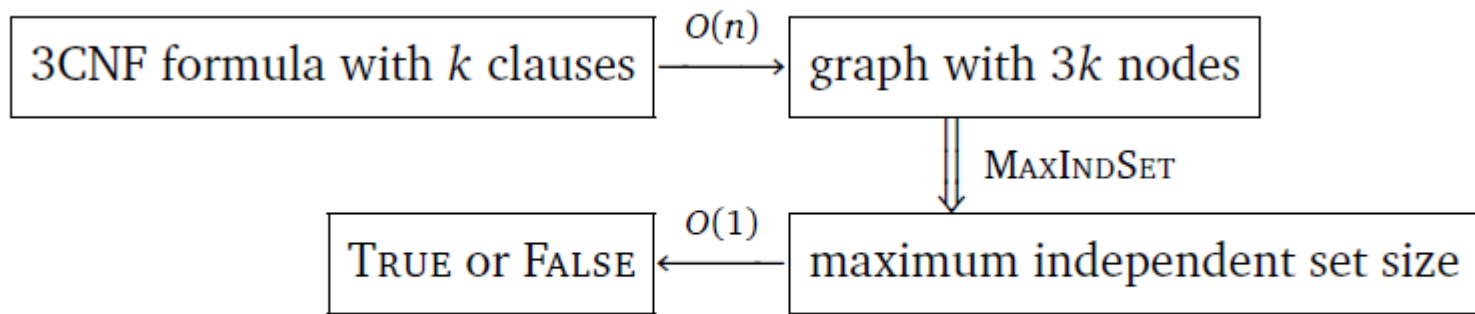 O(n)
3CNF formula with k clauses
graph with 3k nodes
MAXINDSET
O(1)
TRUE or FALSE
maximum independent set size